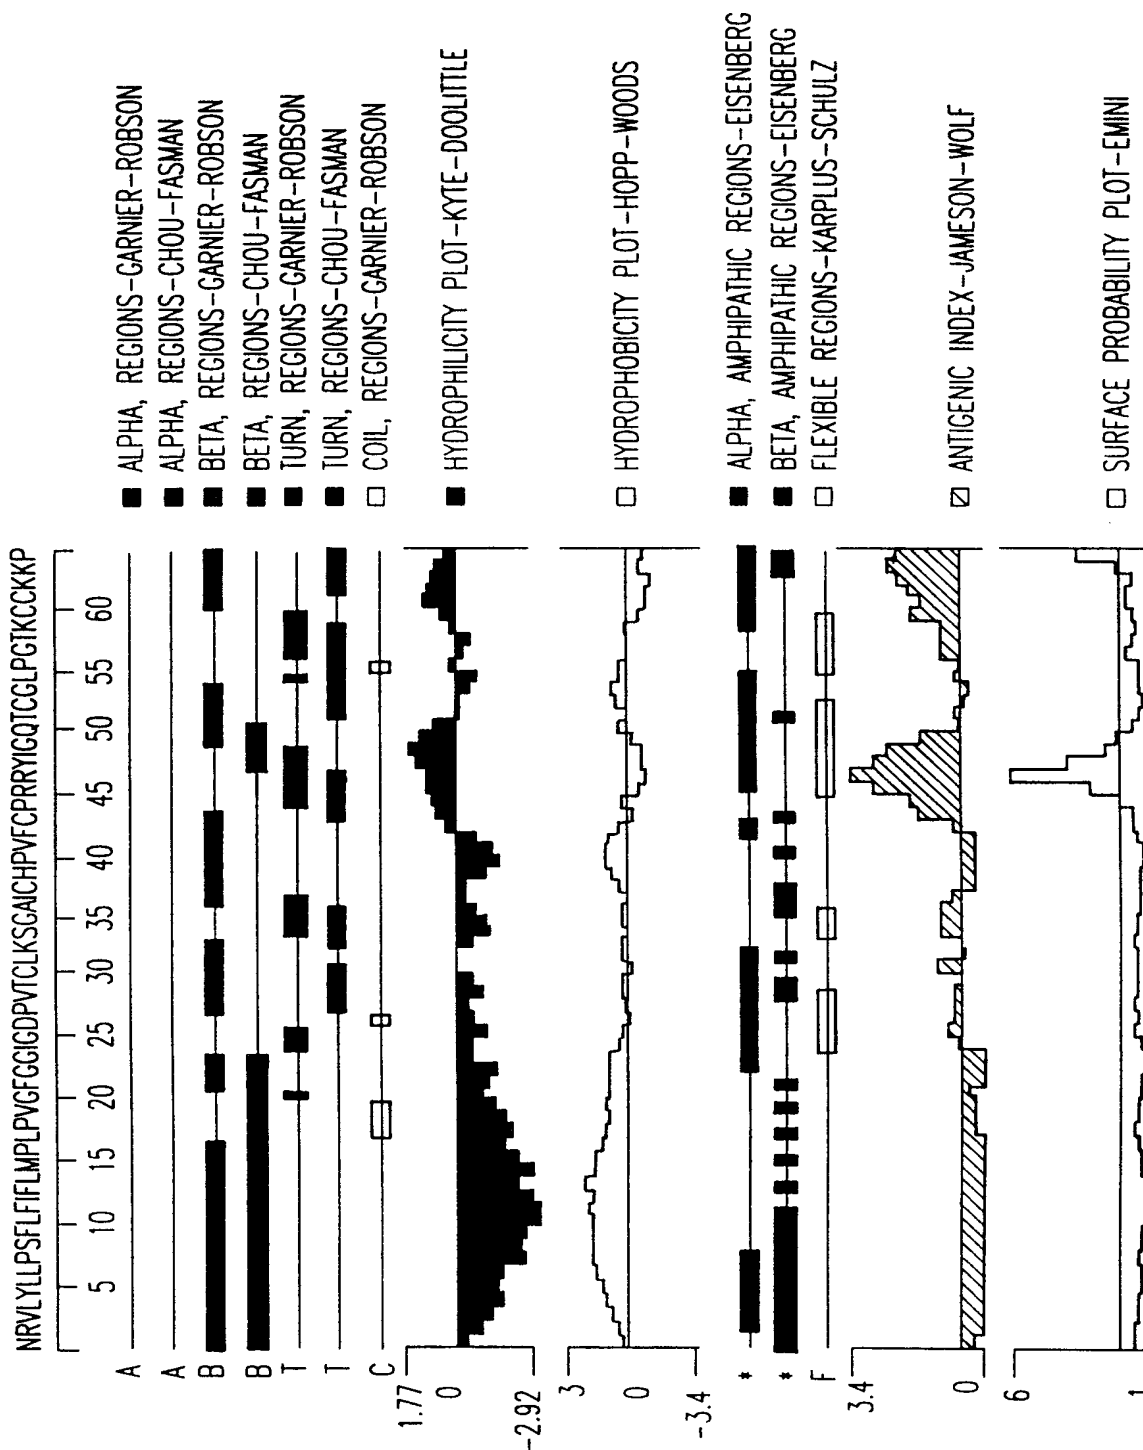 NRVLYLLPSFLFIFLMPLPVGFGGIGDPVTCLKSGAICHPVFCPRRYIGQTCGLPGTKCCKKP
5 10 15 20 25 30 35 40 45 50 55 60
A ALPHA, REGIONS-GARNIER-ROBSON
A ALPHA, REGIONS-CHOU-FASMAN
B BETA, REGIONS-GARNIER-ROBSON
B BETA, REGIONS-CHOU-FASMAN
T TURN, REGIONS-GARNIER-ROBSON
T TURN, REGIONS-CHOU-FASMAN
C COIL, REGIONS-GARNIER-ROBSON
1.77
0 HYDROPHILICITY PLOT-KYTE-DOOLITTLE
-2.92
3
0 HYDROPHOBICITY PLOT-HOPP-WOODS
-3.4
* ALPHA, AMPHIPATHIC REGIONS-EISENBERG
* BETA, AMPHIPATHIC REGIONS-EISENBERG
F FLEXIBLE REGIONS-KARPLUS-SCHULZ
3.4
0 ANTIGENIC INDEX-JAMESON-WOLF
6
1 SURFACE PROBABILITY PLOT-EMINI